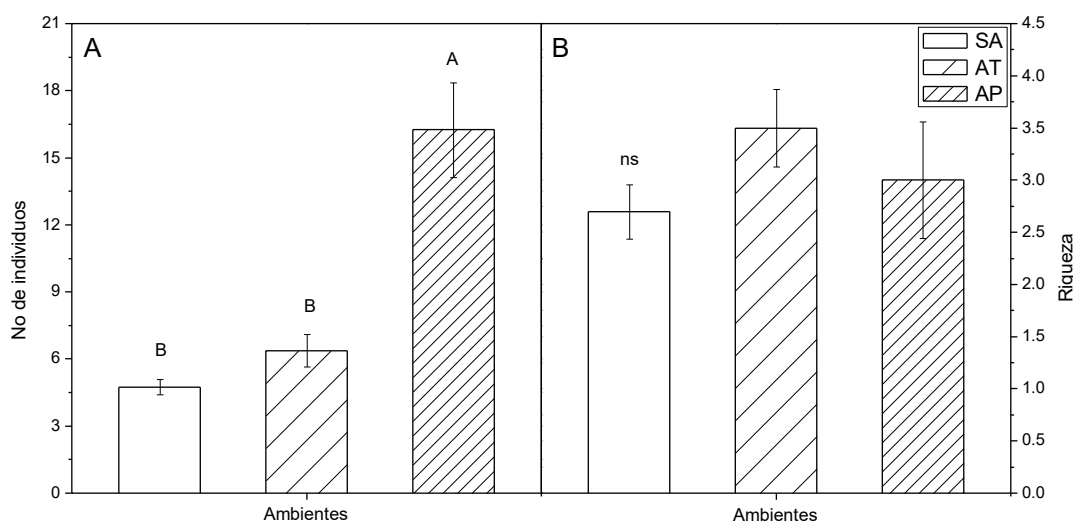 21
18
15
12
9
6
3
0
No de individuos
A
B
B
A
Ambientes
B
ns
Ambientes
SA
AT
AP
4.5
4.0
3.5
3.0
2.5
2.0
1.5
1.0
0.5
0.0
Riqueza